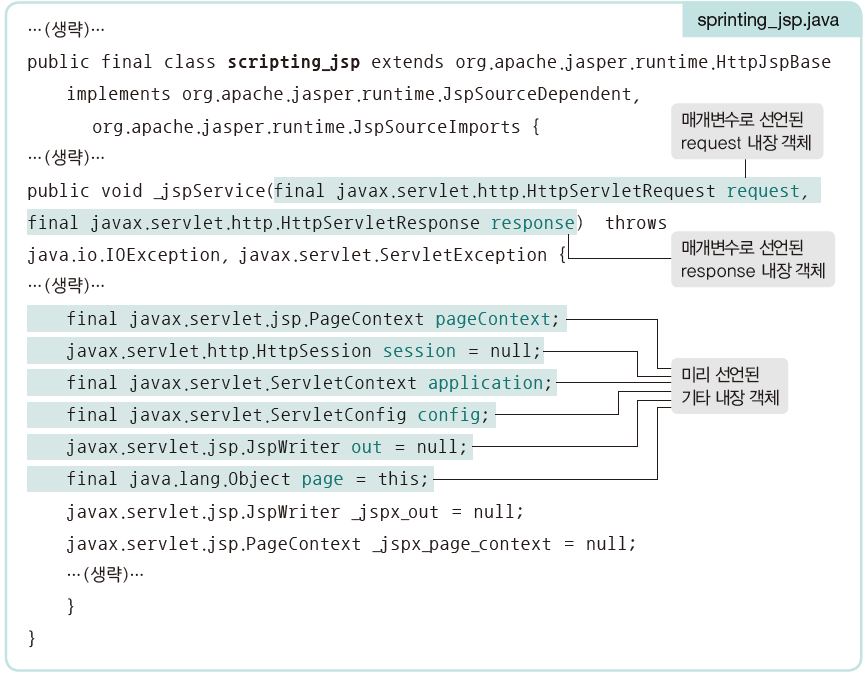 sprinting_jsp.java
…(생략)…
public final class scripting_jsp extends org.apache.jasper.runtime.HttpJspBase
implements org.apache.jasper.runtime.JspSourceDependent,
org.apache.jasper.runtime.JspSourceImports {
매개변수로 선언된
request 내장 객체
…(생략)…
public void _jspService(final javax.servlet.http.HttpServletRequest request,
final javax.servlet.http.HttpServletResponse response) throws
java.io.IOException, javax.servlet.ServletException {
매개변수로 선언된
response 내장 객체
…(생략)…
final javax.servlet.jsp.PageContext pageContext;
javax.servlet.http.HttpSession session = null;
final javax.servlet.ServletContext application;
final javax.servlet.ServletConfig config;
javax.servlet.jsp.JspWriter out = null;
final java.lang.Object page = this;
미리 선언된
기타 내장 객체
javax.servlet.jsp.JspWriter _jspx_out = null;
javax.servlet.jsp.PageContext _jspx_page_context = null;
…(생략)…
}
}